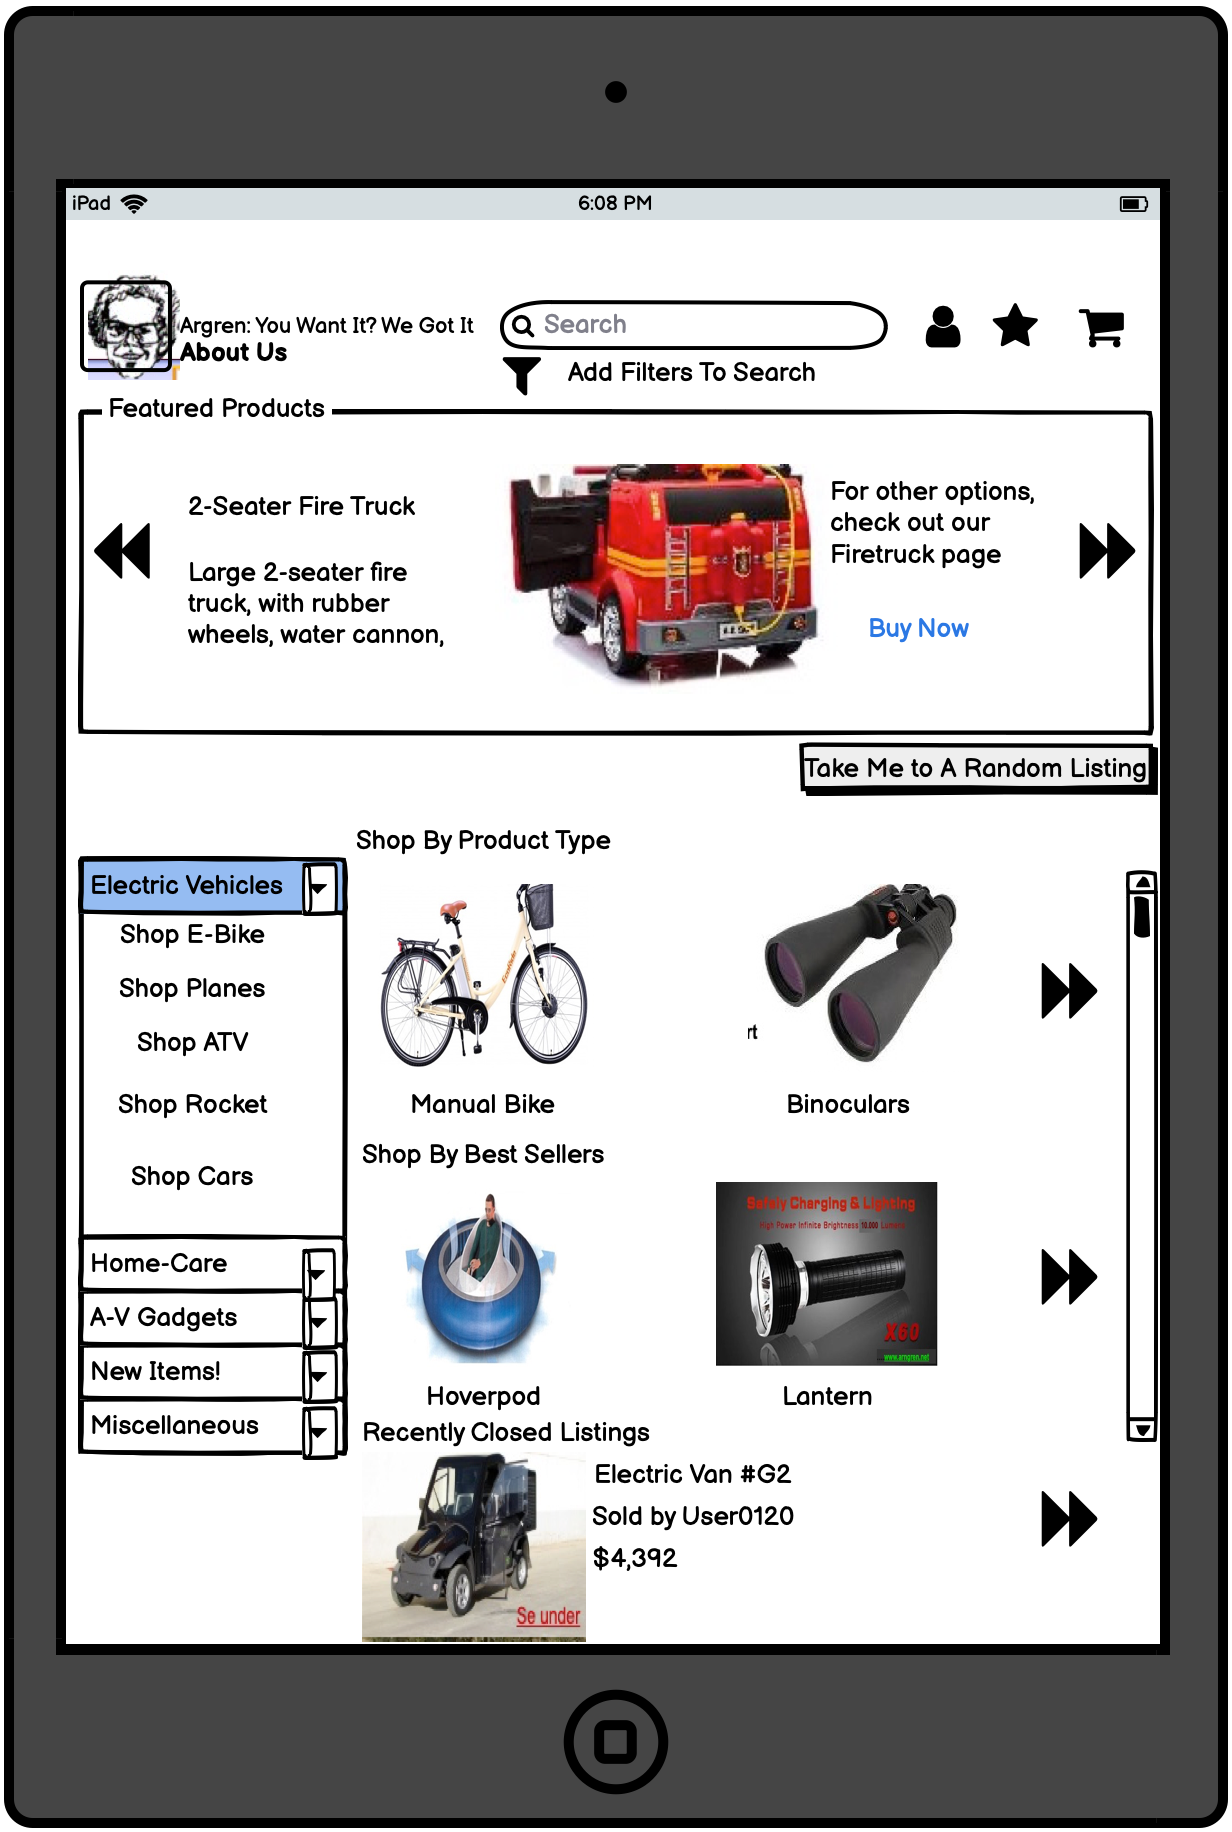 iPad
6:08 PM
Argren: You Want It? We Got It
About Us
Search
Add Filters To Search
Featured Products
2-Seater Fire Truck
Large 2-seater fire
truck, with rubber
wheels, water cannon,
For other options,
check out our
Firetruck page
Buy Now
Take Me to A Random Listing
Electric Vehicles
Shop E-Bike
Shop Planes
Shop ATV
Shop Rocket
Shop Cars
Home-Care
A-V Gadgets
New Items!
Miscellaneous
Shop By Product Type
rt
Manual Bike
Binoculars
Shop By Best Sellers
Safely Charging & Lighting
High Power Infinite Brightness 10,000 Lumens
X60
www.amgren.net
Hoverpod
Lantern
Recently Closed Listings
Se under
Electric Van #G2
Sold by User0120
$4,392